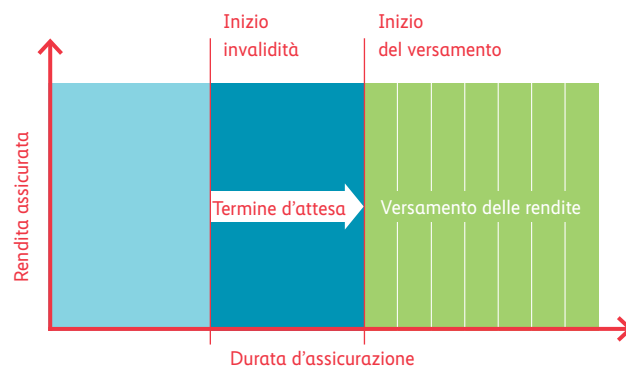 Inizio
invalidità
Inizio
del versamento
Rendita assicurata
Termine d'attesa
Versamento delle rendite
Durata d'assicurazione